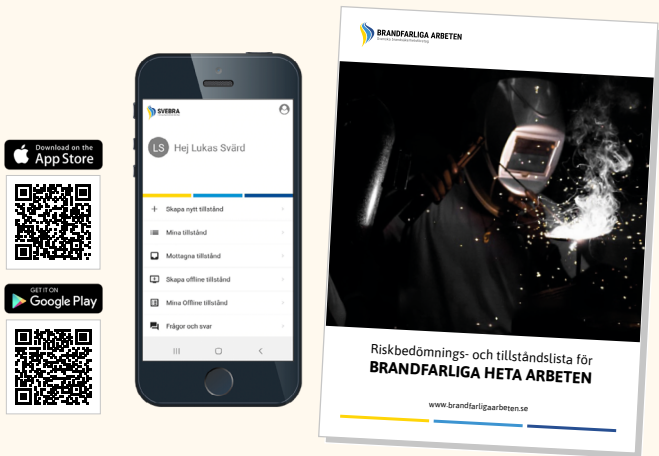 Download on the
App Store
GET IT ON
Google Play
SVEBRA
LS
Hej Lukas Svärd
Skapa nytt tillstånd
Mina tillstånd
Mottagna tillstånd
Skapa offline tillstånd
Mina Offline tillstånd
Frågor och svar
BRANDFARLIGA ARBETEN
Svenska brandsäkerhetsföretag
Riskbedömnings- och tillståndslista för
BRANDFARLIGA HETA ARBETEN
www.brandfarligaarbeten.se